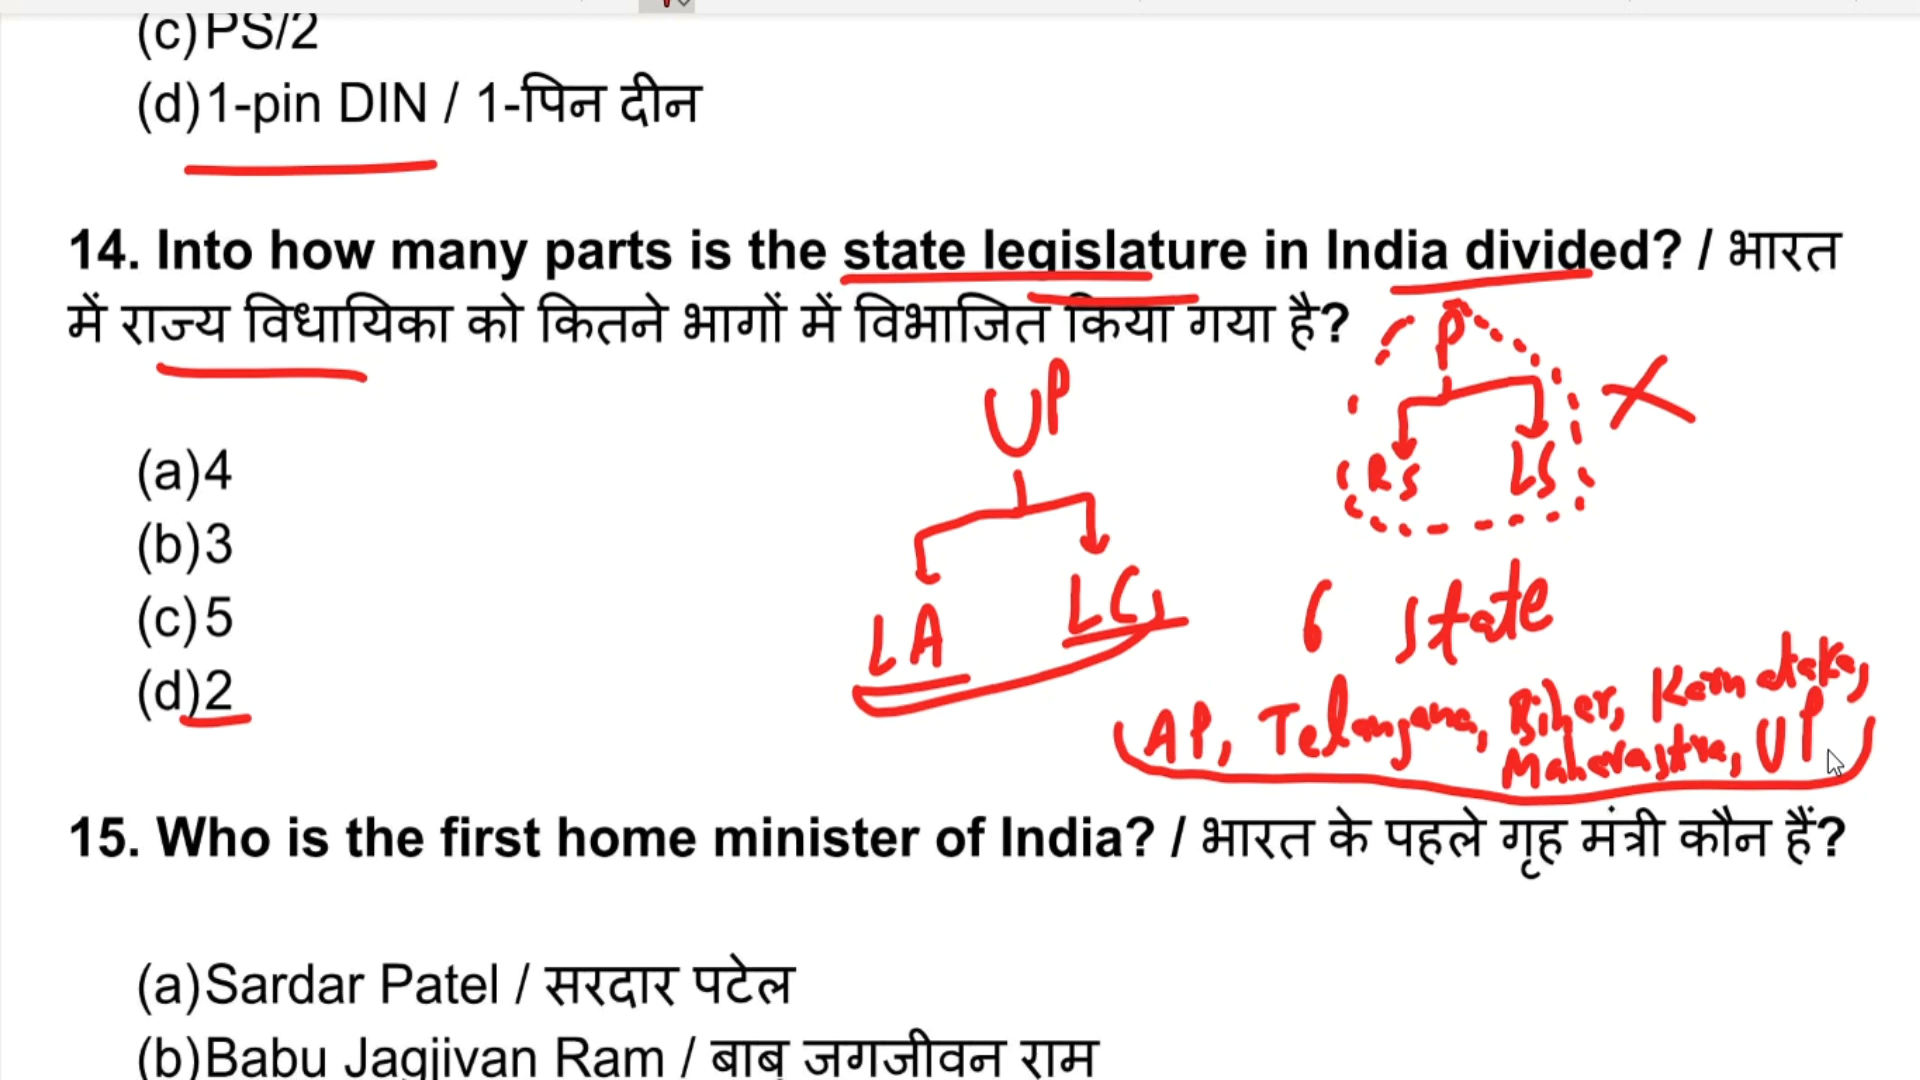 (c) PS/2
(d) 1-pin DIN / 1-पिन दीन
14. Into how many parts is the state legislature in India divided? / भारत
में राज्य विधायिका को कितने भागों में विभाजित किया गया है?
P
UP
RS LS
(a) 4
(b) 3
(c) 5
LA LC
6 state
(d) 2
AP, Telangana, Bihar, Karnataka,
Maharastra, UP
15. Who is the first home minister of India? / भारत के पहले गृह मंत्री कौन हैं?
(a) Sardar Patel / सरदार पटेल
(b) Babu Jagjivan Ram / बाबू जगजीवन राम